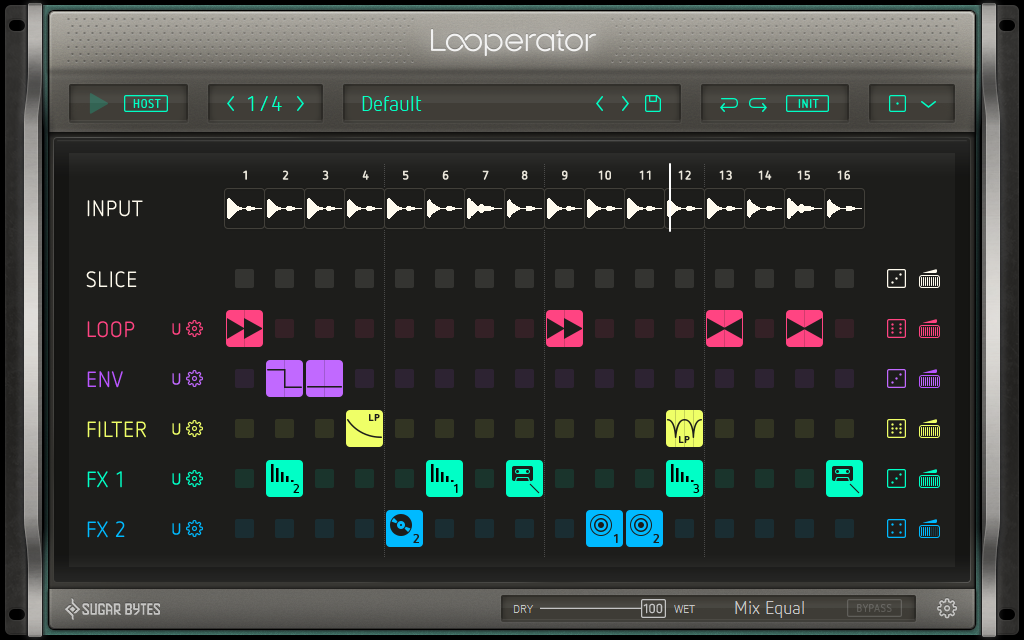 Looperator
HOST 1/4 Default INIT
1 2 3 4 5 6 7 8 9 10 11 12 13 14 15 16
INPUT
SLICE
LOOP U
ENV U
FILTER U LP LP
FX 1 U 2 1 3
FX 2 U 2 1 2
SUGAR BYTES DRY 100 WET Mix Equal BYPASS